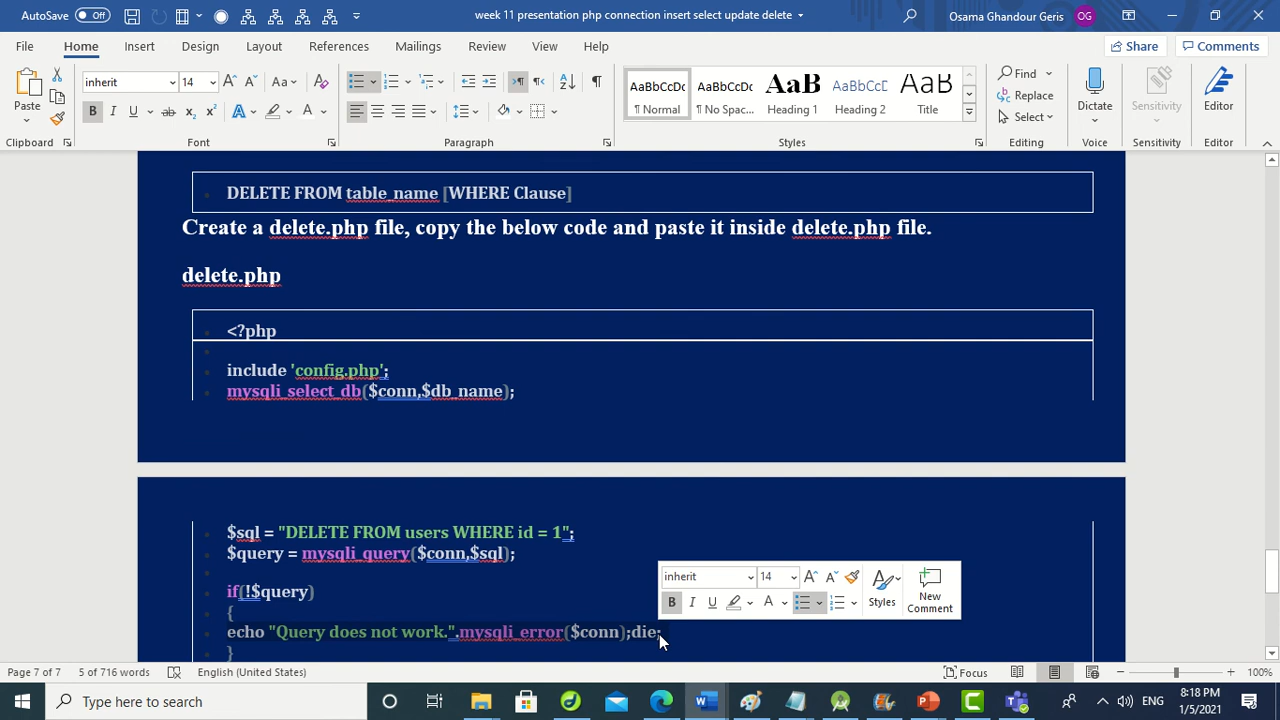 AutoSave Off
week 11 presentation php connection insert select update delete
Osama Ghandour Geris
OG
File Home Insert Design Layout References Mailings Review View Help
Share
Comments
Paste
inherit
14
Aa
B I U ab x₂ x² A A
AaBbCcDc AaBbCcDc AaB AaBbCcDc AaBb
¶ Normal ¶ No Spac... Heading 1 Heading 2 Title
Find
Replace
Select
Dictate
Sensitivity
Editor
Clipboard Font Paragraph Styles Editing Voice Sensitivity Editor
DELETE FROM table_name [WHERE Clause]
Create a delete.php file, copy the below code and paste it inside delete.php file.
delete.php
<?php
include 'config.php';
mysqli_select_db($conn,$db_name);
$sql = "DELETE FROM users WHERE id = 1";
$query = mysqli_query($conn,$sql);
if(!$query)
{
echo "Query does not work.".mysqli_error($conn);die;
}
inherit 14
B I U A Styles New
Comment
Page 7 of 7 5 of 716 words English (United States) Focus 100%
Type here to search
ENG
8:18 PM
1/5/2021